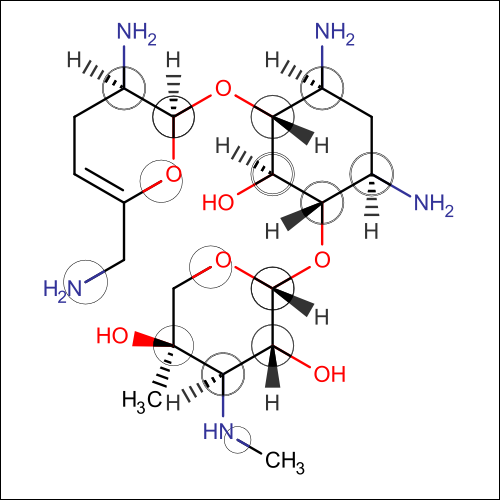 NH₂ NH₂
H H H
O
H H
O
HO
H NH₂
H
H₂N O O
H
HO
OH
H₃C H H
HN
CH₃